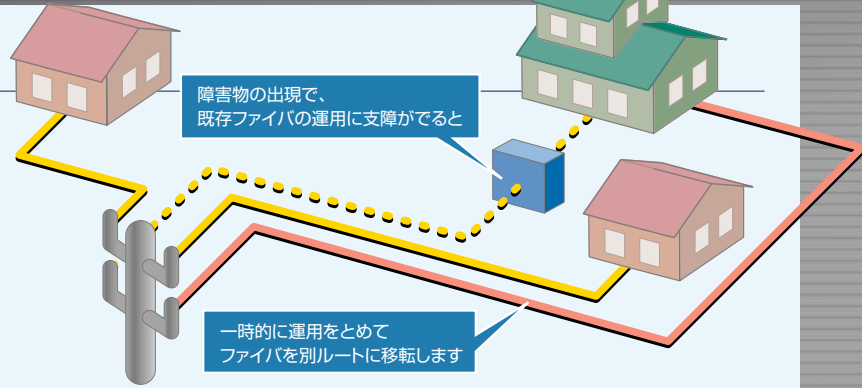 障害物の出現で、
既存ファイバの運用に支障がでると
一時的に運用をとめて
ファイバを別ルートに移転します